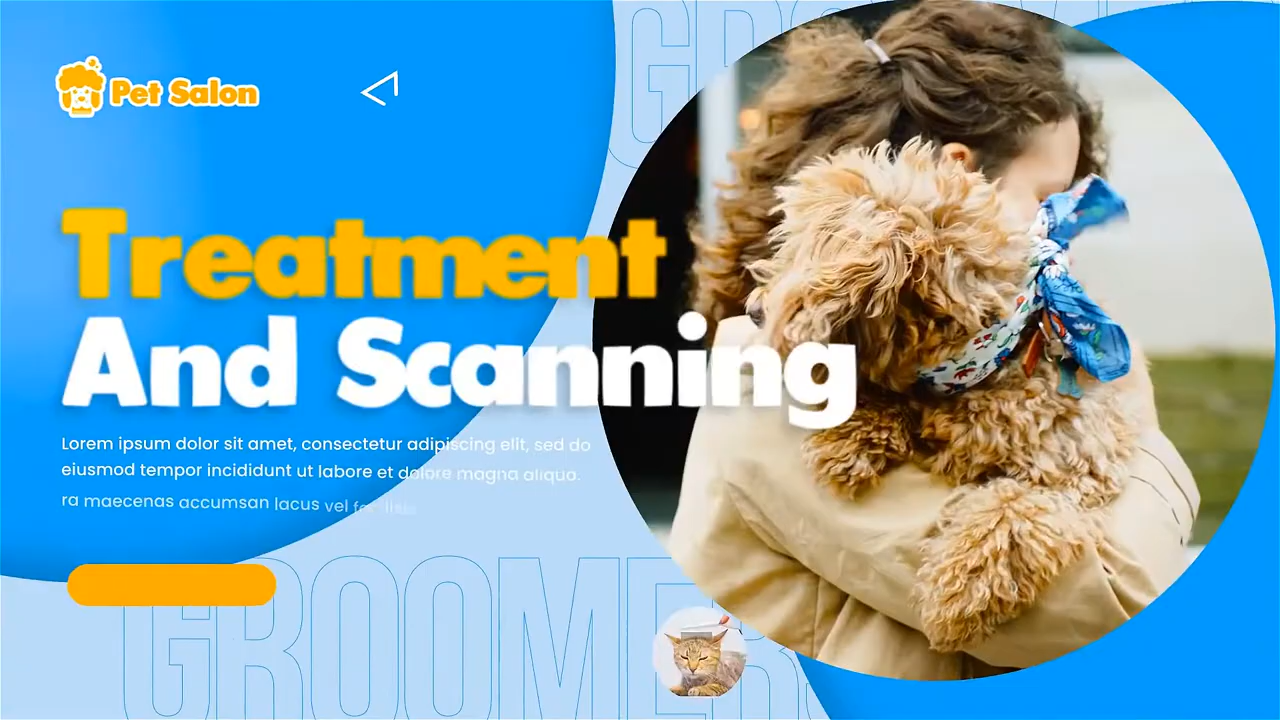 GROOMERS
Pet Salon
Treatment
And Scanning
Lorem ipsum dolor sit amet, consectetur adipiscing elit, sed do
eiusmod tempor incididunt ut labore et dolore magna aliqua.
ra maecenas accumsan lacus vel
GROOMERS